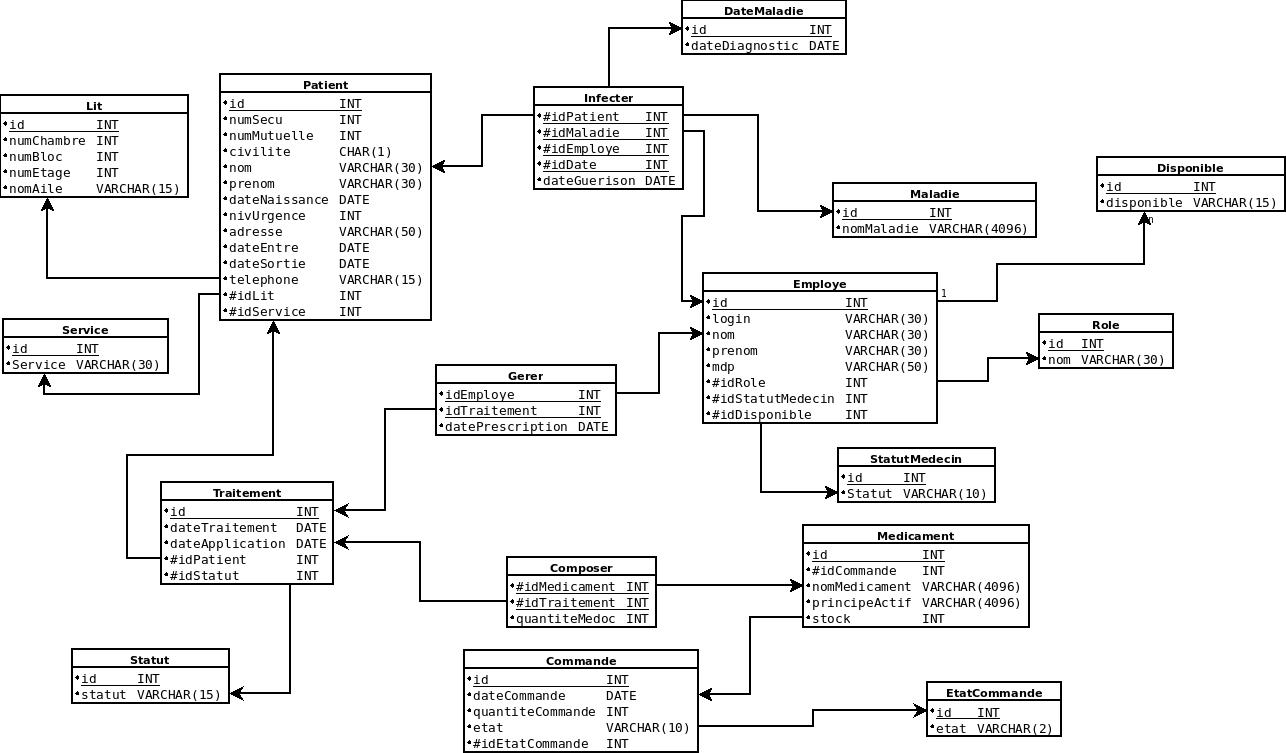 DateMaladie
id INT
dateDiagnostic DATE
Patient
id INT
numSecu INT
numMutuelle INT
civilite CHAR(1)
nom VARCHAR(30)
prenom VARCHAR(30)
dateNaissance DATE
nivUrgence INT
adresse VARCHAR(50)
dateEntre DATE
dateSortie DATE
telephone VARCHAR(15)
#idLit INT
#idService INT
Infecter
#idPatient INT
#idMaladie INT
#idEmploye INT
#idDate INT
dateGuerison DATE
Lit
id INT
numChambre INT
numBloc INT
numEtage INT
nomAile VARCHAR(15)
Disponible
id INT
disponible VARCHAR(15)
n
Maladie
id INT
nomMaladie VARCHAR(4096)
Employe
id INT
login VARCHAR(30)
nom VARCHAR(30)
prenom VARCHAR(30)
mdp VARCHAR(50)
#idRole INT
#idStatutMedecin INT
#idDisponible INT
1
Role
id INT
nom VARCHAR(30)
Service
id INT
Service VARCHAR(30)
Gerer
idEmploye INT
idTraitement INT
datePrescription DATE
StatutMedecin
id INT
Statut VARCHAR(10)
Traitement
id INT
dateTraitement DATE
dateApplication DATE
#idPatient INT
#idStatut INT
Medicament
id INT
#idCommande INT
nomMedicament VARCHAR(4096)
principeActif VARCHAR(4096)
stock INT
Composer
#idMedicament INT
#idTraitement INT
quantiteMedoc INT
Statut
id INT
statut VARCHAR(15)
Commande
id INT
dateCommande DATE
quantiteCommande INT
etat VARCHAR(10)
#idEtatCommande INT
EtatCommande
id INT
etat VARCHAR(2)